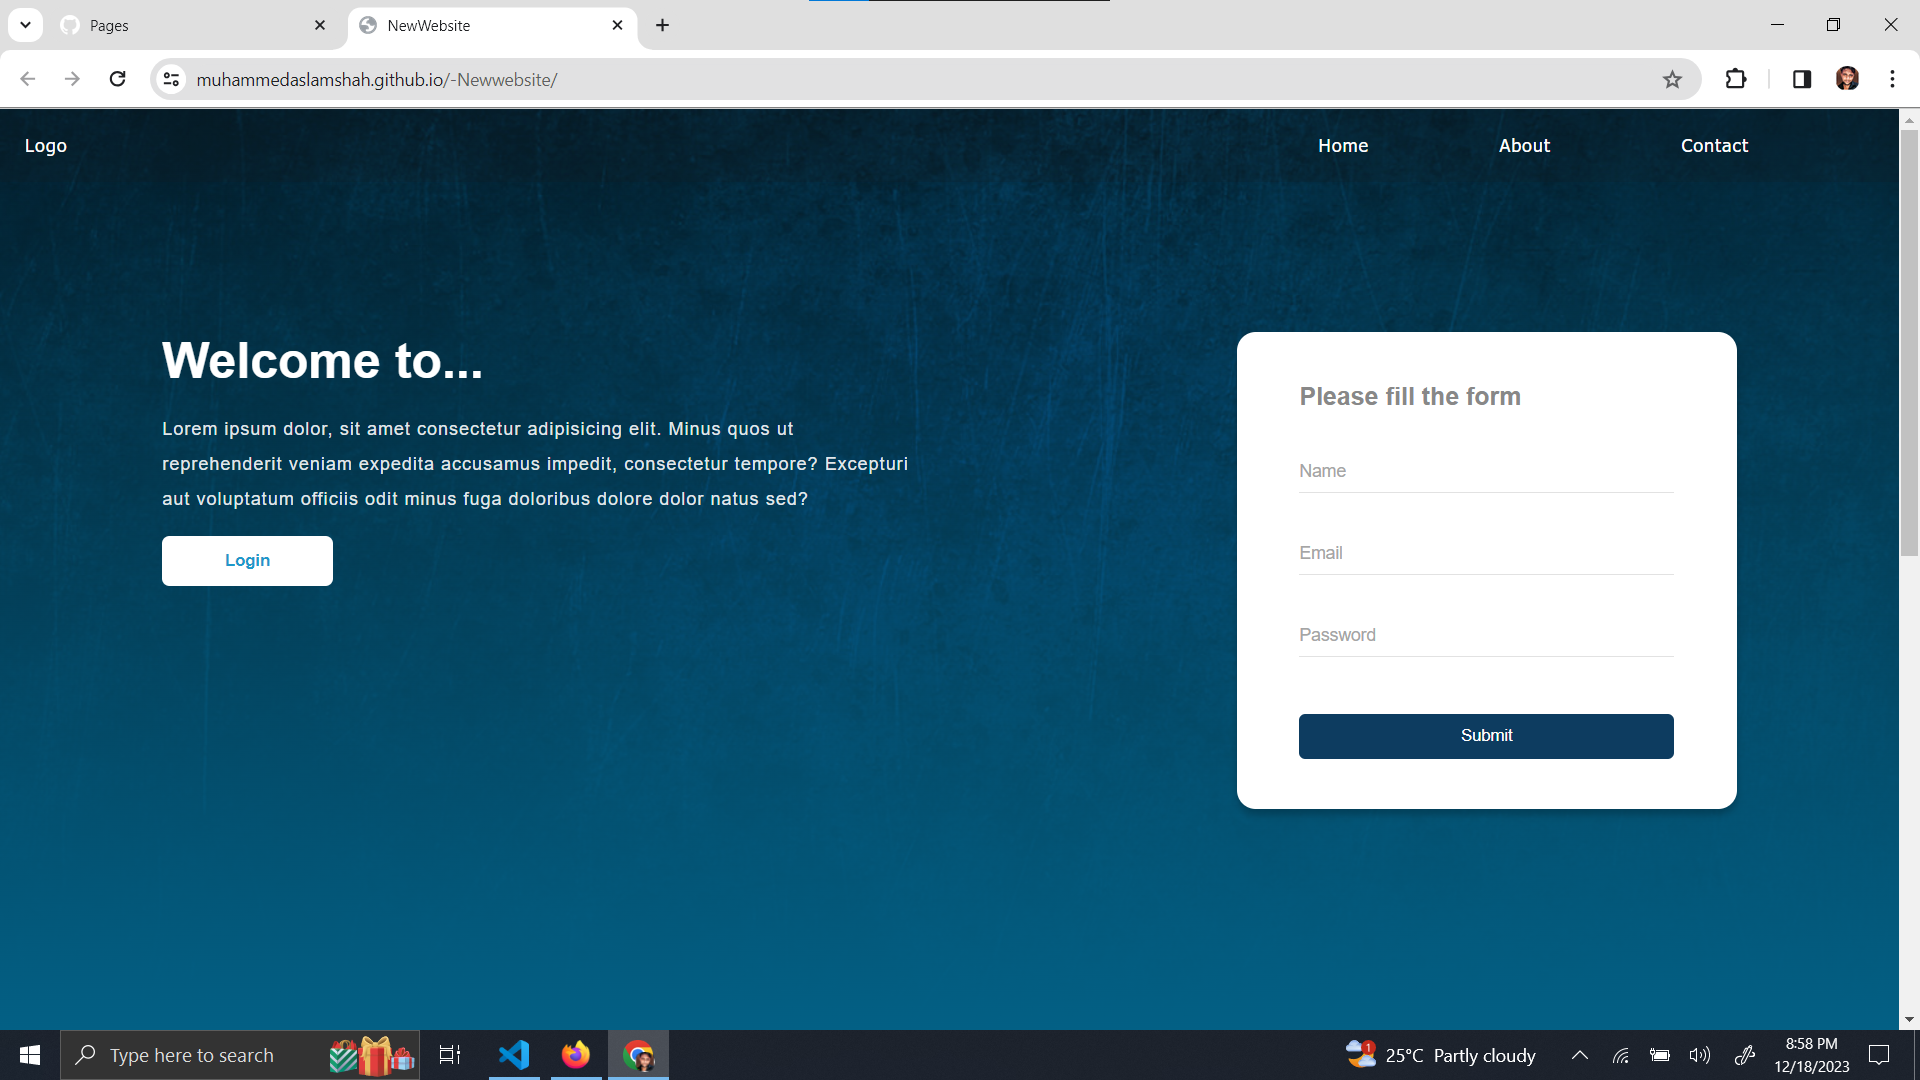 Pages
NewWebsite
muhammedaslamshah.github.io/-Newwebsite/
Logo
Home
About
Contact
Welcome to...
Lorem ipsum dolor, sit amet consectetur adipisicing elit. Minus quos ut
reprehenderit veniam expedita accusamus impedit, consectetur tempore? Excepturi
aut voluptatum officiis odit minus fuga doloribus dolore dolor natus sed?
Login
Please fill the form
Name
Email
Password
Submit
Type here to search
1
25°C Partly cloudy
8:58 PM
12/18/2023